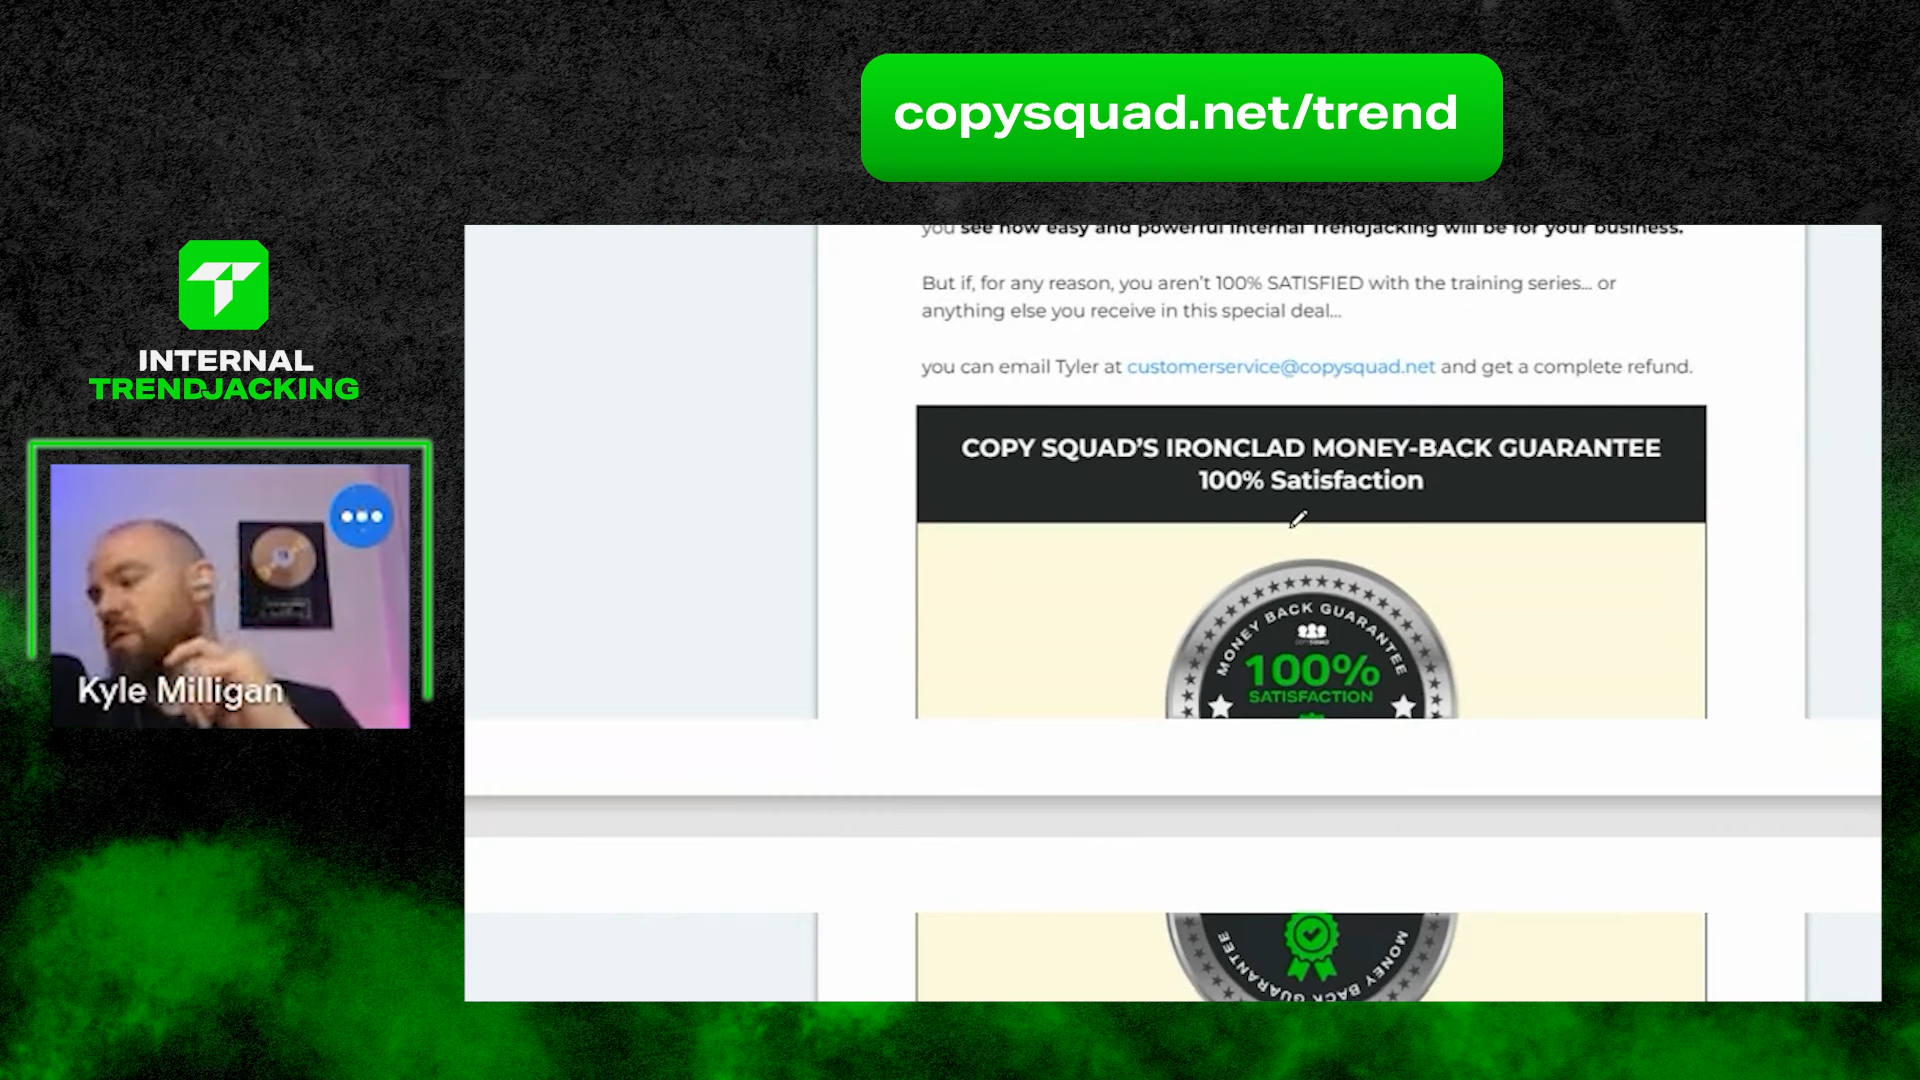 copysquad.net/trend
INTERNAL
TRENDJACKING
Kyle Milligan
you see how easy and powerful Internal Trendjacking will be for your business.
But if, for any reason, you aren't 100% SATISFIED with the training series... or
anything else you receive in this special deal...
you can email Tyler at customerservice@copysquad.net and get a complete refund.
COPY SQUAD'S IRONCLAD MONEY-BACK GUARANTEE
100% Satisfaction
MONEY BACK GUARANTEE
100%
SATISFACTION
MONEY BACK GUARANTEE